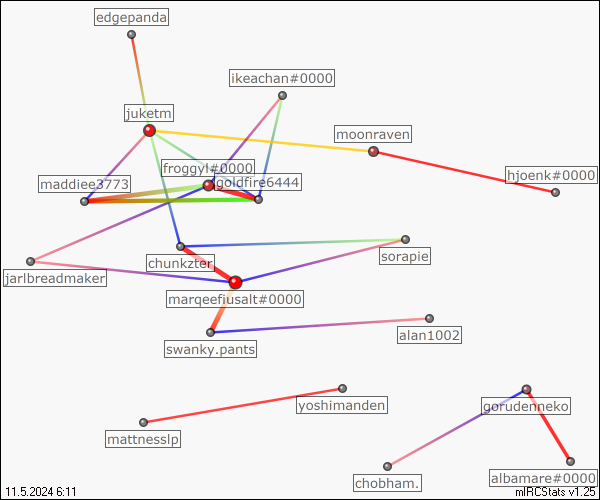 edgepanda
ikeachan#0000
juketm
moonraven
froggyl#0000
hjoenk#0000
maddiee3773
goldfire6444
sorapie
chunkzter
jarlbreadmaker
marqeefiusalt#0000
alan1002
swanky.pants
yoshimanden
gorudenneko
mattnesslp
chobham.
albamare#0000
11.5.2024 6:11
mIRCStats v1.25